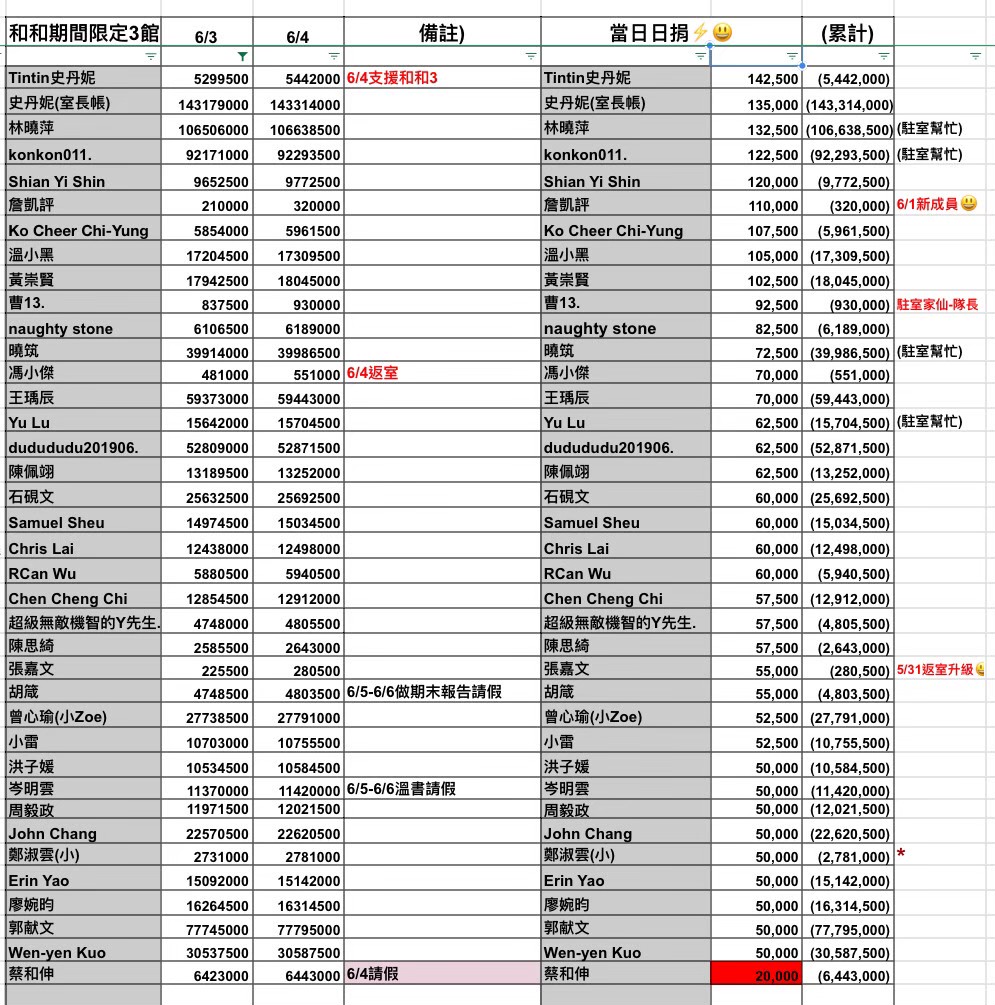 和和期間限定3館 6/3 6/4 備註) 當日日捐⚡😃 (累計)
Tintin史丹妮 5299500 5442000 6/4支援和和3 Tintin史丹妮 142,500 (5,442,000)
史丹妮(室長帳) 143179000 143314000 史丹妮(室長帳) 135,000 (143,314,000)
林曉萍 106506000 106638500 林曉萍 132,500 (106,638,500) (駐室幫忙)
konkon011. 92171000 92293500 konkon011. 122,500 (92,293,500) (駐室幫忙)
Shian Yi Shin 9652500 9772500 Shian Yi Shin 120,000 (9,772,500)
詹凱評 210000 320000 詹凱評 110,000 (320,000) 6/1新成員😃
Ko Cheer Chi-Yung 5854000 5961500 Ko Cheer Chi-Yung 107,500 (5,961,500)
溫小黑 17204500 17309500 溫小黑 105,000 (17,309,500)
黃崇賢 17942500 18045000 黃崇賢 102,500 (18,045,000)
曹13. 837500 930000 曹13. 92,500 (930,000) 駐室家仙-隊長
naughty stone 6106500 6189000 naughty stone 82,500 (6,189,000)
曉筑 39914000 39986500 曉筑 72,500 (39,986,500) (駐室幫忙)
馮小傑 481000 551000 6/4返室 馮小傑 70,000 (551,000)
王瑀辰 59373000 59443000 王瑀辰 70,000 (59,443,000)
Yu Lu 15642000 15704500 Yu Lu 62,500 (15,704,500) (駐室幫忙)
dudududu201906. 52809000 52871500 dudududu201906. 62,500 (52,871,500)
陳佩翊 13189500 13252000 陳佩翊 62,500 (13,252,000)
石硯文 25632500 25692500 石硯文 60,000 (25,692,500)
Samuel Sheu 14974500 15034500 Samuel Sheu 60,000 (15,034,500)
Chris Lai 12438000 12498000 Chris Lai 60,000 (12,498,000)
RCan Wu 5880500 5940500 RCan Wu 60,000 (5,940,500)
Chen Cheng Chi 12854500 12912000 Chen Cheng Chi 57,500 (12,912,000)
超級無敵機智的Y先生. 4748000 4805500 超級無敵機智的Y先生. 57,500 (4,805,500)
陳思綺 2585500 2643000 陳思綺 57,500 (2,643,000)
張嘉文 225500 280500 張嘉文 55,000 (280,500) 5/31返室升級😃
胡箴 4748500 4803500 6/5-6/6做期末報告請假 胡箴 55,000 (4,803,500)
曾心瑜(小Zoe) 27738500 27791000 曾心瑜(小Zoe) 52,500 (27,791,000)
小雷 10703000 10755500 小雷 52,500 (10,755,500)
洪子媛 10534500 10584500 洪子媛 50,000 (10,584,500)
岑明雲 11370000 11420000 6/5-6/6溫書請假 岑明雲 50,000 (11,420,000)
周毅政 11971500 12021500 周毅政 50,000 (12,021,500)
John Chang 22570500 22620500 John Chang 50,000 (22,620,500)
鄭淑雲(小) 2731000 2781000 鄭淑雲(小) 50,000 (2,781,000) *
Erin Yao 15092000 15142000 Erin Yao 50,000 (15,142,000)
廖婉昀 16264500 16314500 廖婉昀 50,000 (16,314,500)
郭献文 77745000 77795000 郭献文 50,000 (77,795,000)
Wen-yen Kuo 30537500 30587500 Wen-yen Kuo 50,000 (30,587,500)
蔡和伸 6423000 6443000 6/4請假 蔡和伸 20,000 (6,443,000)